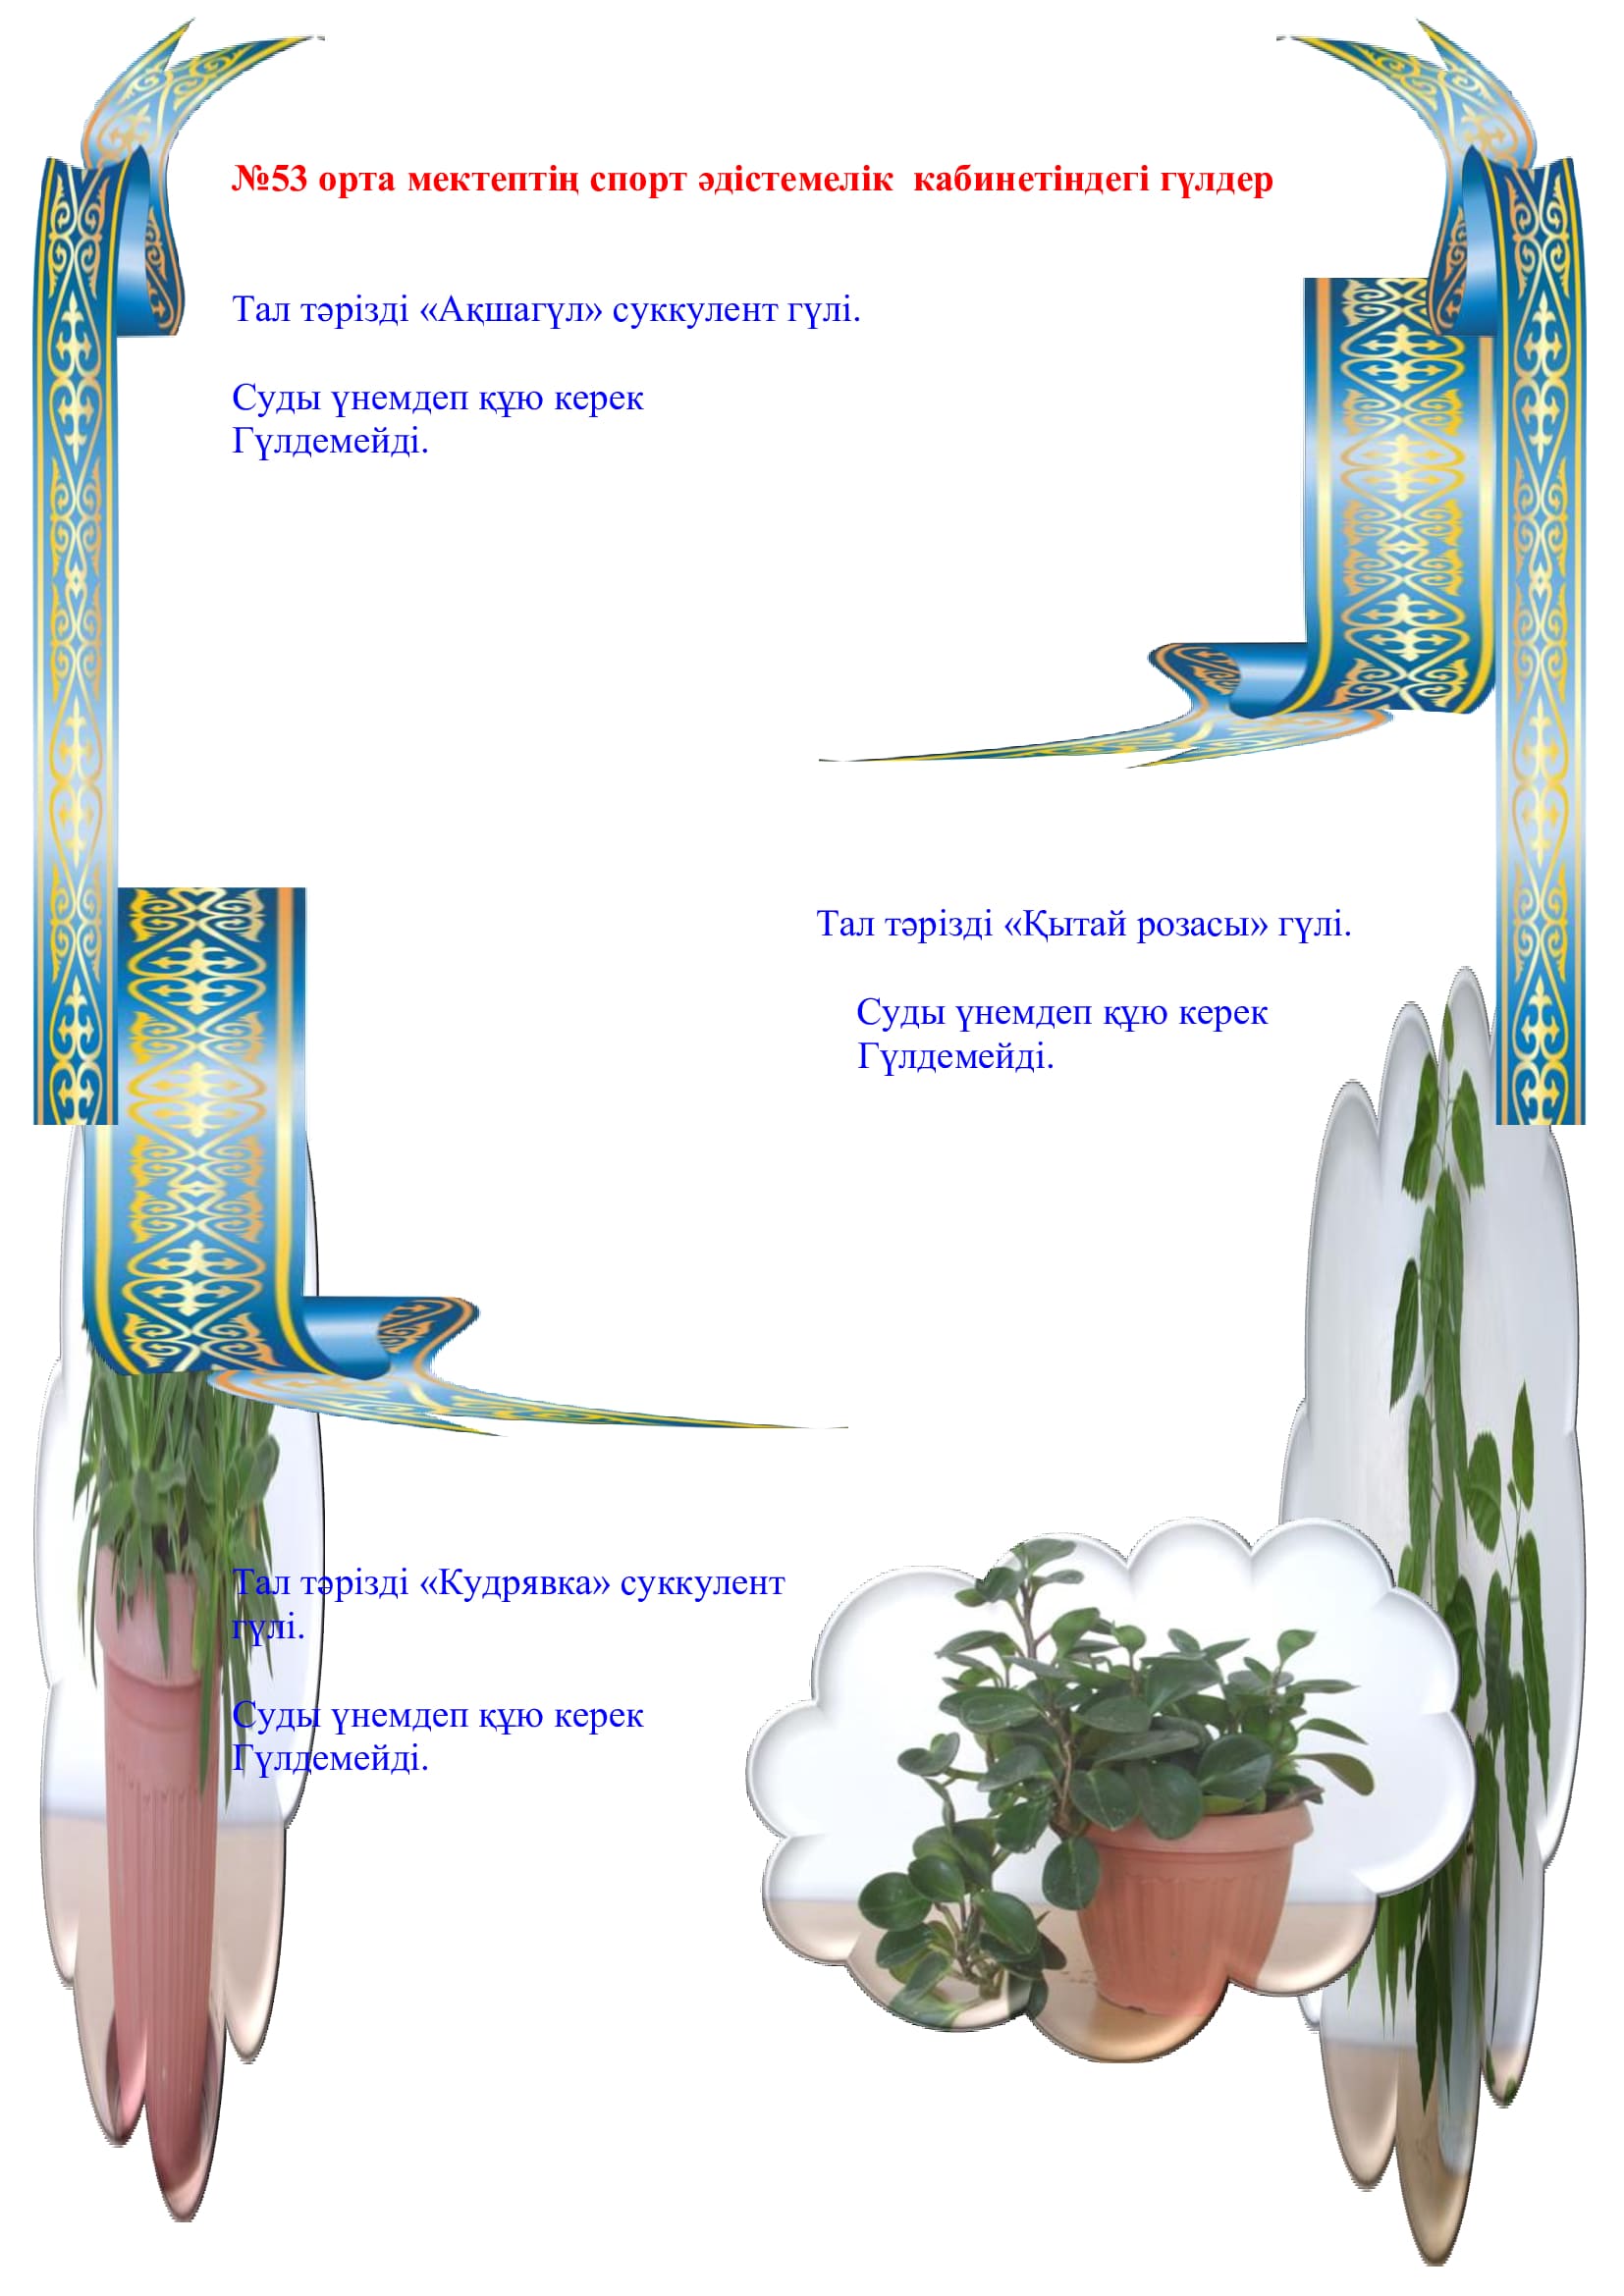 №53 орта мектептің спорт әдістемелік кабинетіндегі гүлдер
Тал тәрізді «Ақшагүл» суккулент гүлі.
Суды үнемдеп құю керек
Гүлдемейді.
Тал тәрізді «Қытай розасы» гүлі.
Суды үнемдеп құю керек
Гүлдемейді.
Тал тәрізді «Кудрявка» суккулент
гүлі.
Суды үнемдеп құю керек
Гүлдемейді.